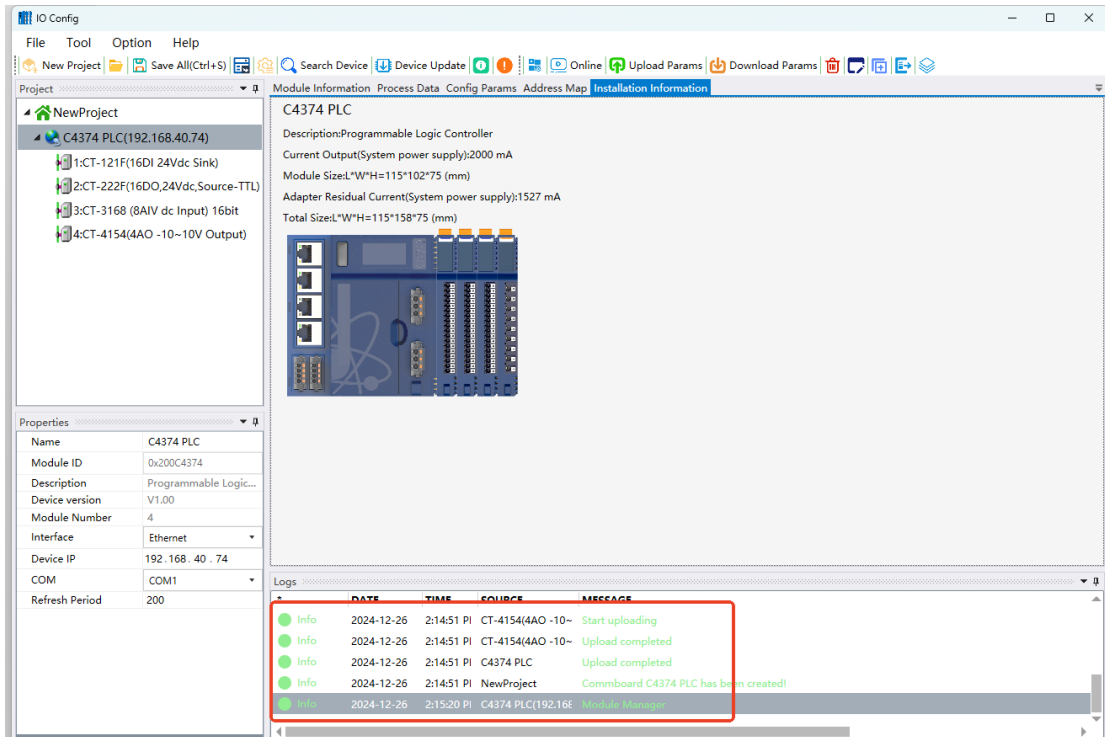 IO Config
File Tool Option Help
New Project Save All(Ctrl+S) Search Device Device Update Online Upload Params Download Params
Project
NewProject
C4374 PLC(192.168.40.74)
1:CT-121F(16DI 24Vdc Sink)
2:CT-222F(16DO,24Vdc,Source-TTL)
3:CT-3168 (8AIV dc Input) 16bit
4:CT-4154(4AO -10~10V Output)
Module Information Process Data Config Params Address Map Installation Information
C4374 PLC
Description:Programmable Logic Controller
Current Output(System power supply):2000 mA
Module Size:L*W*H=115*102*75 (mm)
Adapter Residual Current(System power supply):1527 mA
Total Size:L*W*H=115*158*75 (mm)
Properties
Name C4374 PLC
Module ID 0x200C4374
Description Programmable Logic...
Device version V1.00
Module Number 4
Interface Ethernet
Device IP 192.168. 40 . 74
COM COM1
Refresh Period 200
Logs
* DATE TIME SOURCE MESSAGE
Info 2024-12-26 2:14:51 PI CT-4154(4AO -10~ Start uploading
Info 2024-12-26 2:14:51 PI CT-4154(4AO -10~ Upload completed
Info 2024-12-26 2:14:51 PI C4374 PLC Upload completed
Info 2024-12-26 2:14:51 PI NewProject Commboard C4374 PLC has been created!
Info 2024-12-26 2:15:20 PI C4374 PLC(192.168 Module Manager